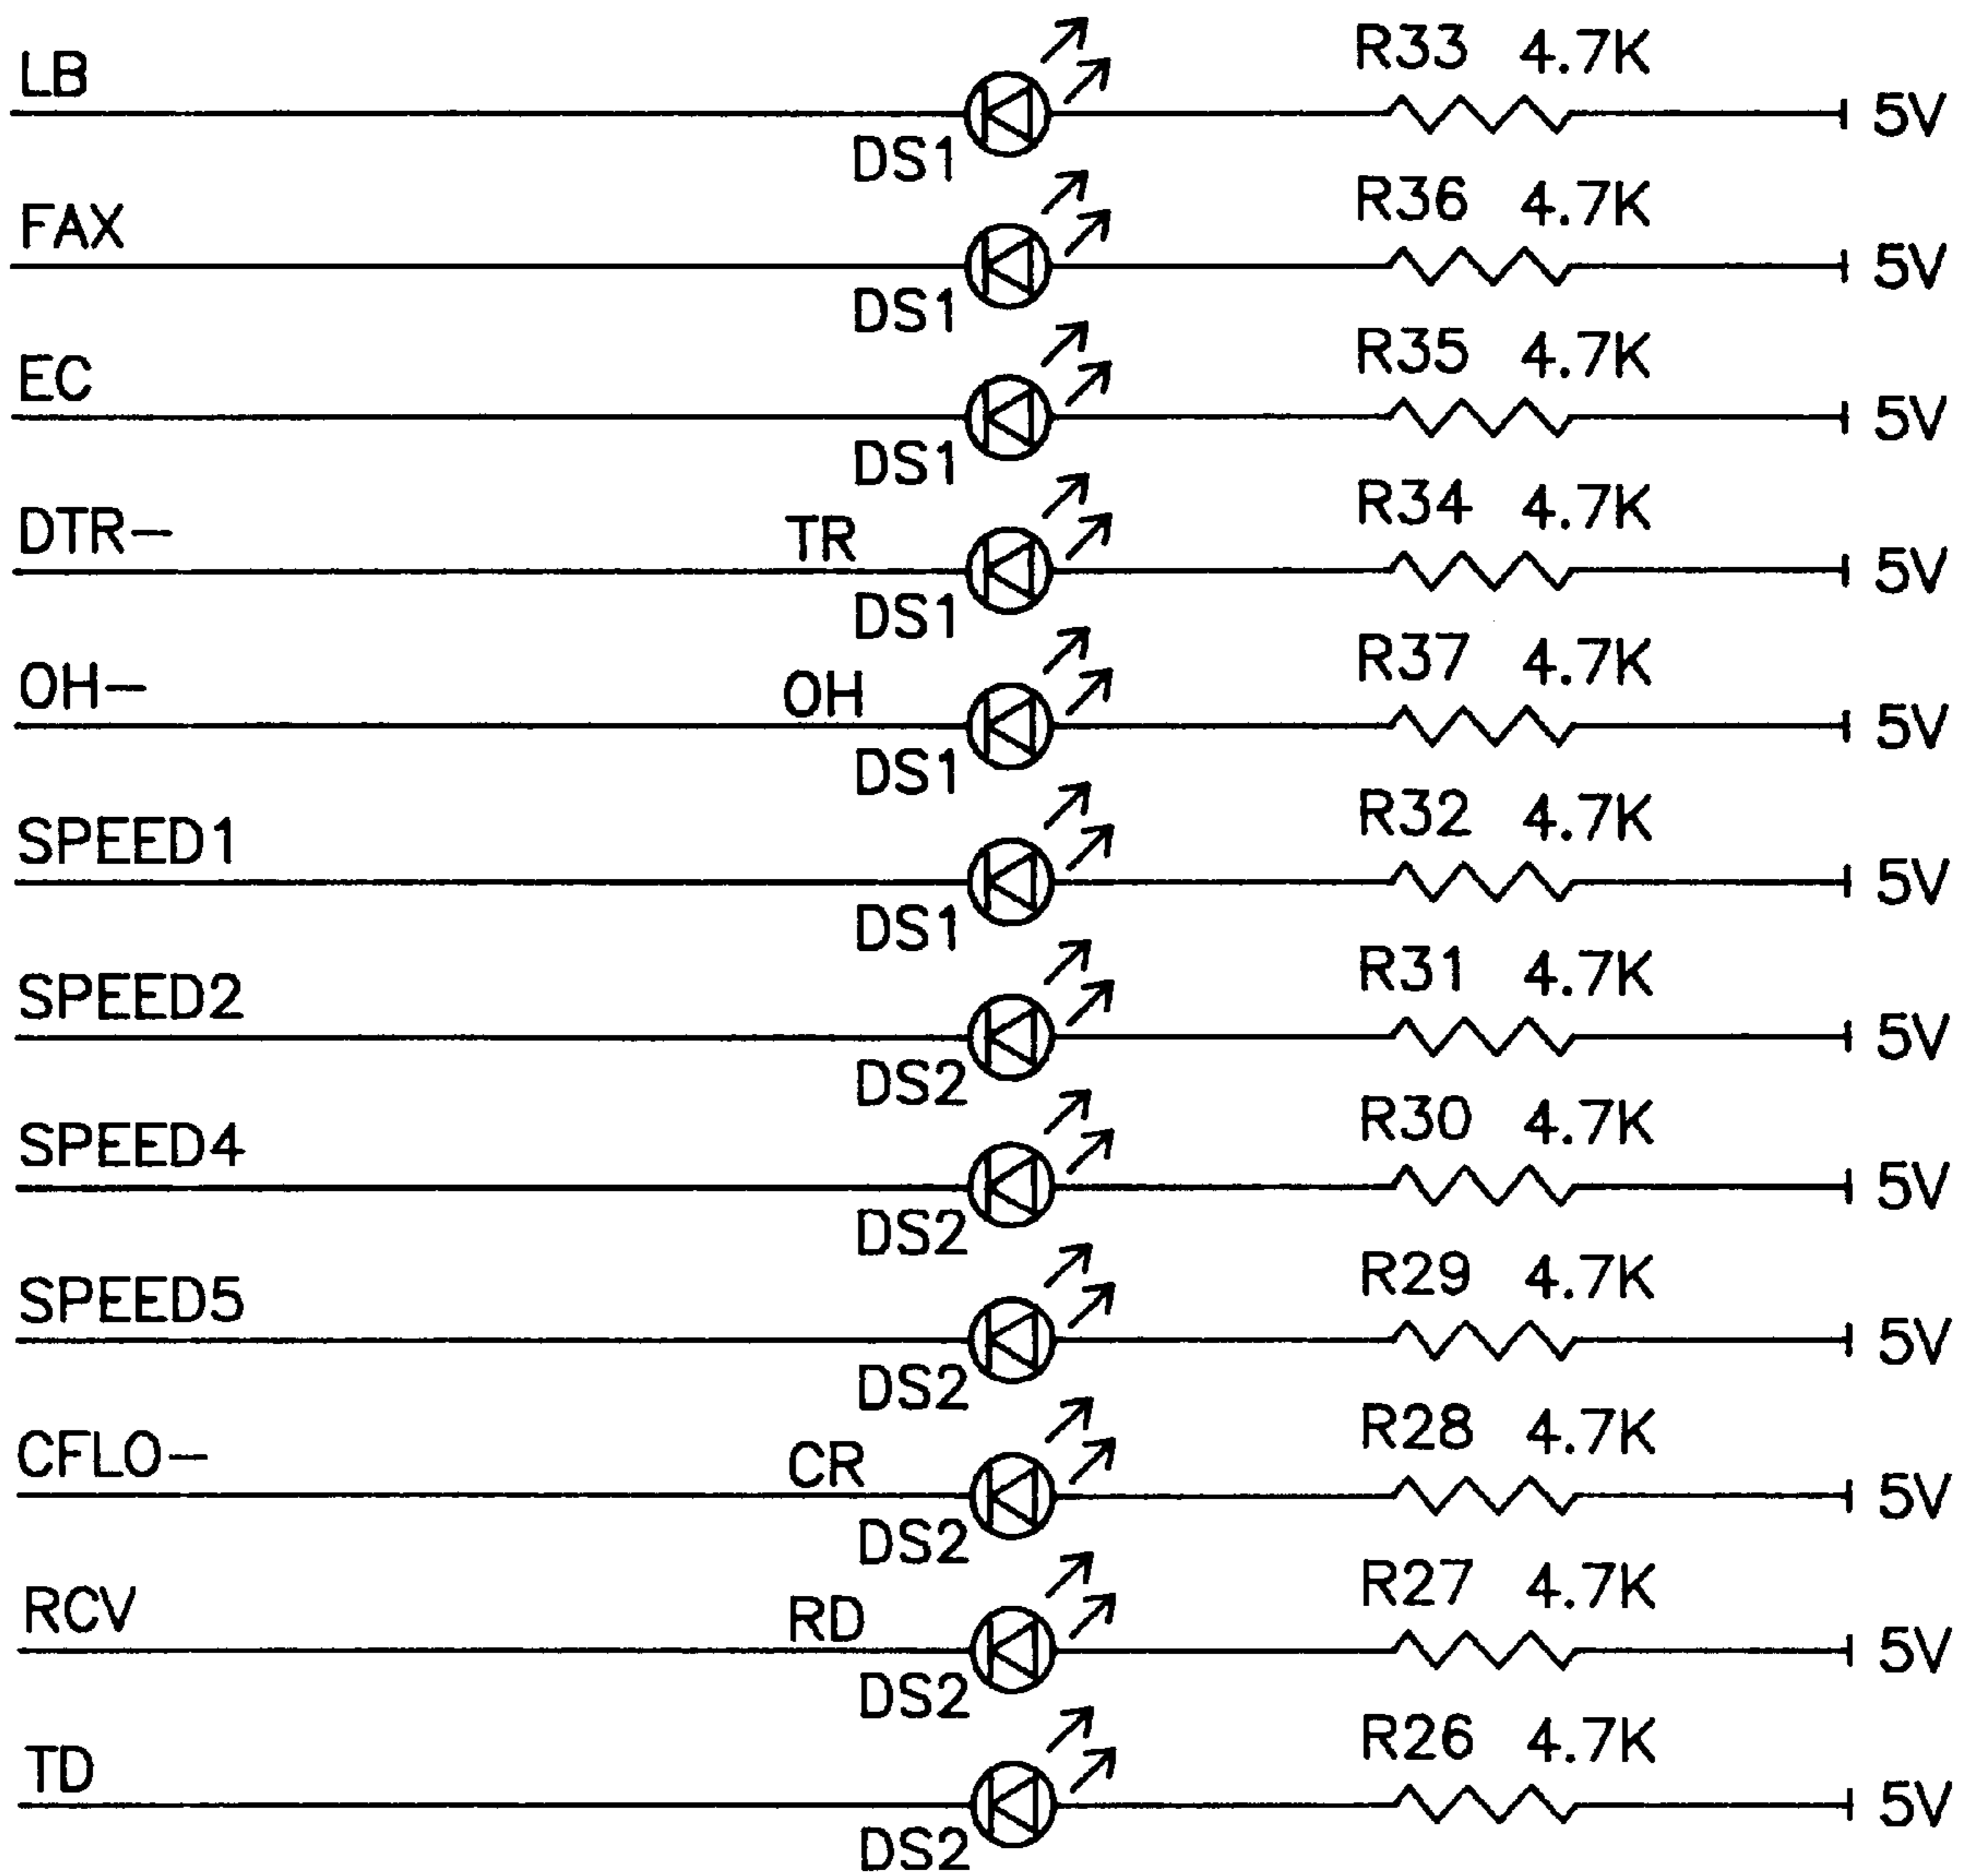 LB R33 4.7K
DS1 5V
FAX R36 4.7K
DS1 5V
EC R35 4.7K
DS1 5V
DTR- TR R34 4.7K
DS1 5V
OH- OH R37 4.7K
DS1 5V
SPEED1 R32 4.7K
DS1 5V
SPEED2 R31 4.7K
DS2 5V
SPEED4 R30 4.7K
DS2 5V
SPEED5 R29 4.7K
DS2 5V
CFLO- CR R28 4.7K
DS2 5V
RCV RD R27 4.7K
DS2 5V
TD R26 4.7K
DS2 5V